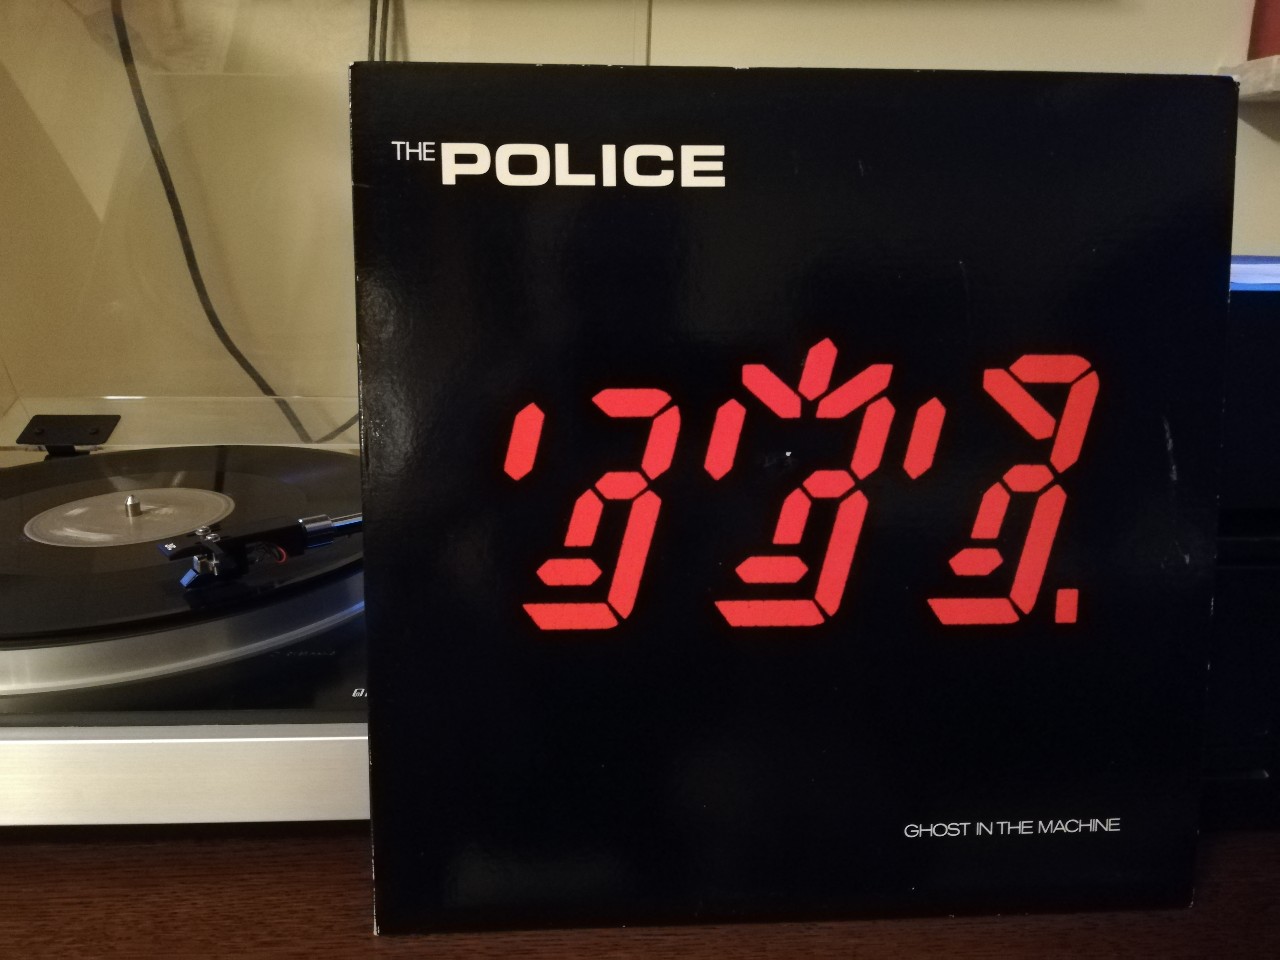 THE POLICE
GHOST IN THE MACHINE